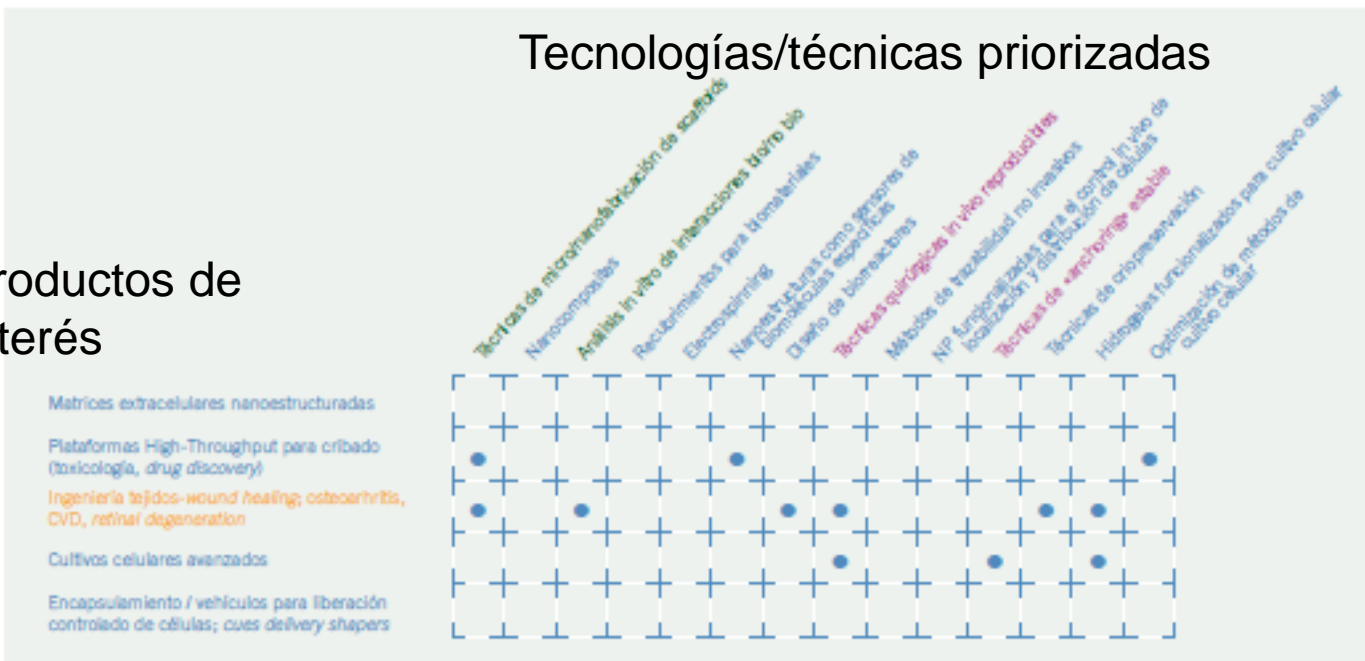 Tecnologías/técnicas priorizadas
Técnicas de micro/nanofabricación de scaffolds
Nanocomposites
Análisis in vitro de interacciones bio/no bio
Recubrimientos para biomateriales
Electrospinning
Nanoestructuras como sensores de
biomoléculas específicas
Diseño de biorreactores
Técnicas quirúrgicas in vivo reproducibles
Métodos de trazabilidad no invasivos
NP funcionalizadas para el control in vivo de
localización y distribución de células
Técnicas de «anchoring» estable
Técnicas de criopreservación
Hidrogeles funcionalizados para cultivo celular
Optimización de métodos de
cultivo celular
roductos de
terés
Matrices extracelulares nanoestructuradas
Plataformas High-Throughput para cribado
(toxicología, drug discovery)
Ingeniería tejidos-wound healing; osteoarhritis,
CVD, retinal degeneration
Cultivos celulares avanzados
Encapsulamiento / vehículos para liberación
controlado de células; cues delivery shapers